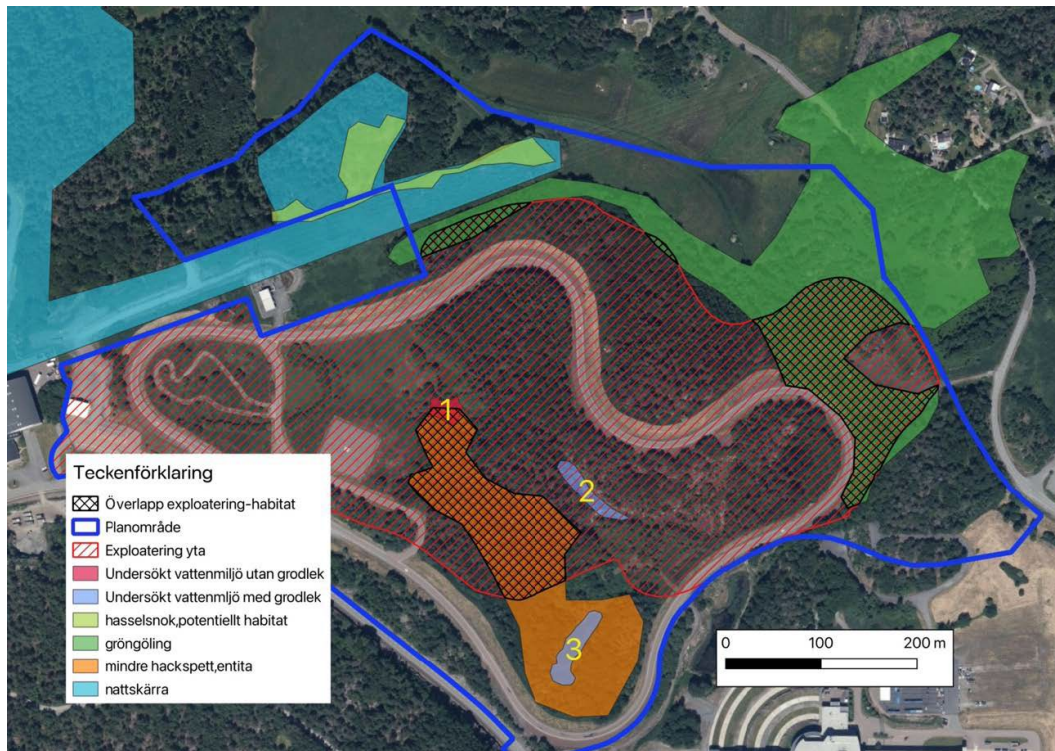 1
2
3
Teckenförklaring
Överlapp exploatering-habitat
Planområde
Exploatering yta
Undersökt vattenmiljö utan grodlek
Undersökt vattenmljö med grodlek
hasselsnok,potentiellt habitat
gröngöling
mindre hackspett,entita
nattskärra
0 100 200 m